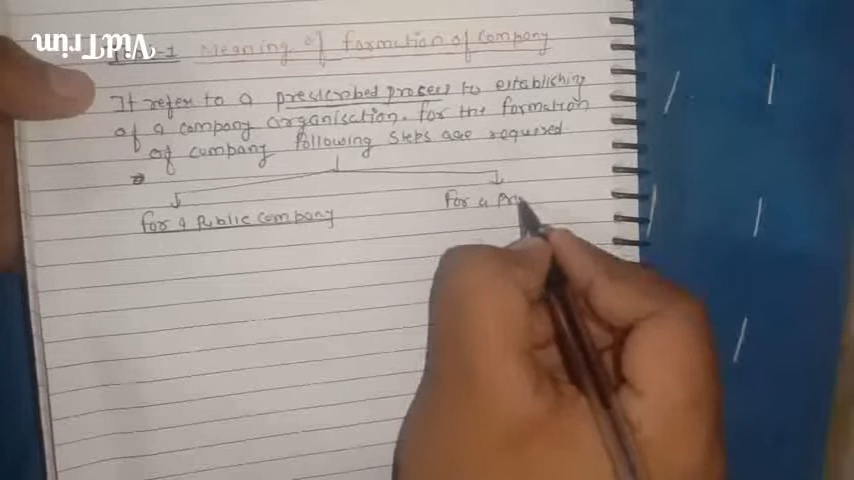 VidTrim
-1 Meaning of formation of Company
It refer to a prescribed process to establishing
of a company organisation. for the formation
of company following steps are required
for a Public company
for a Pri